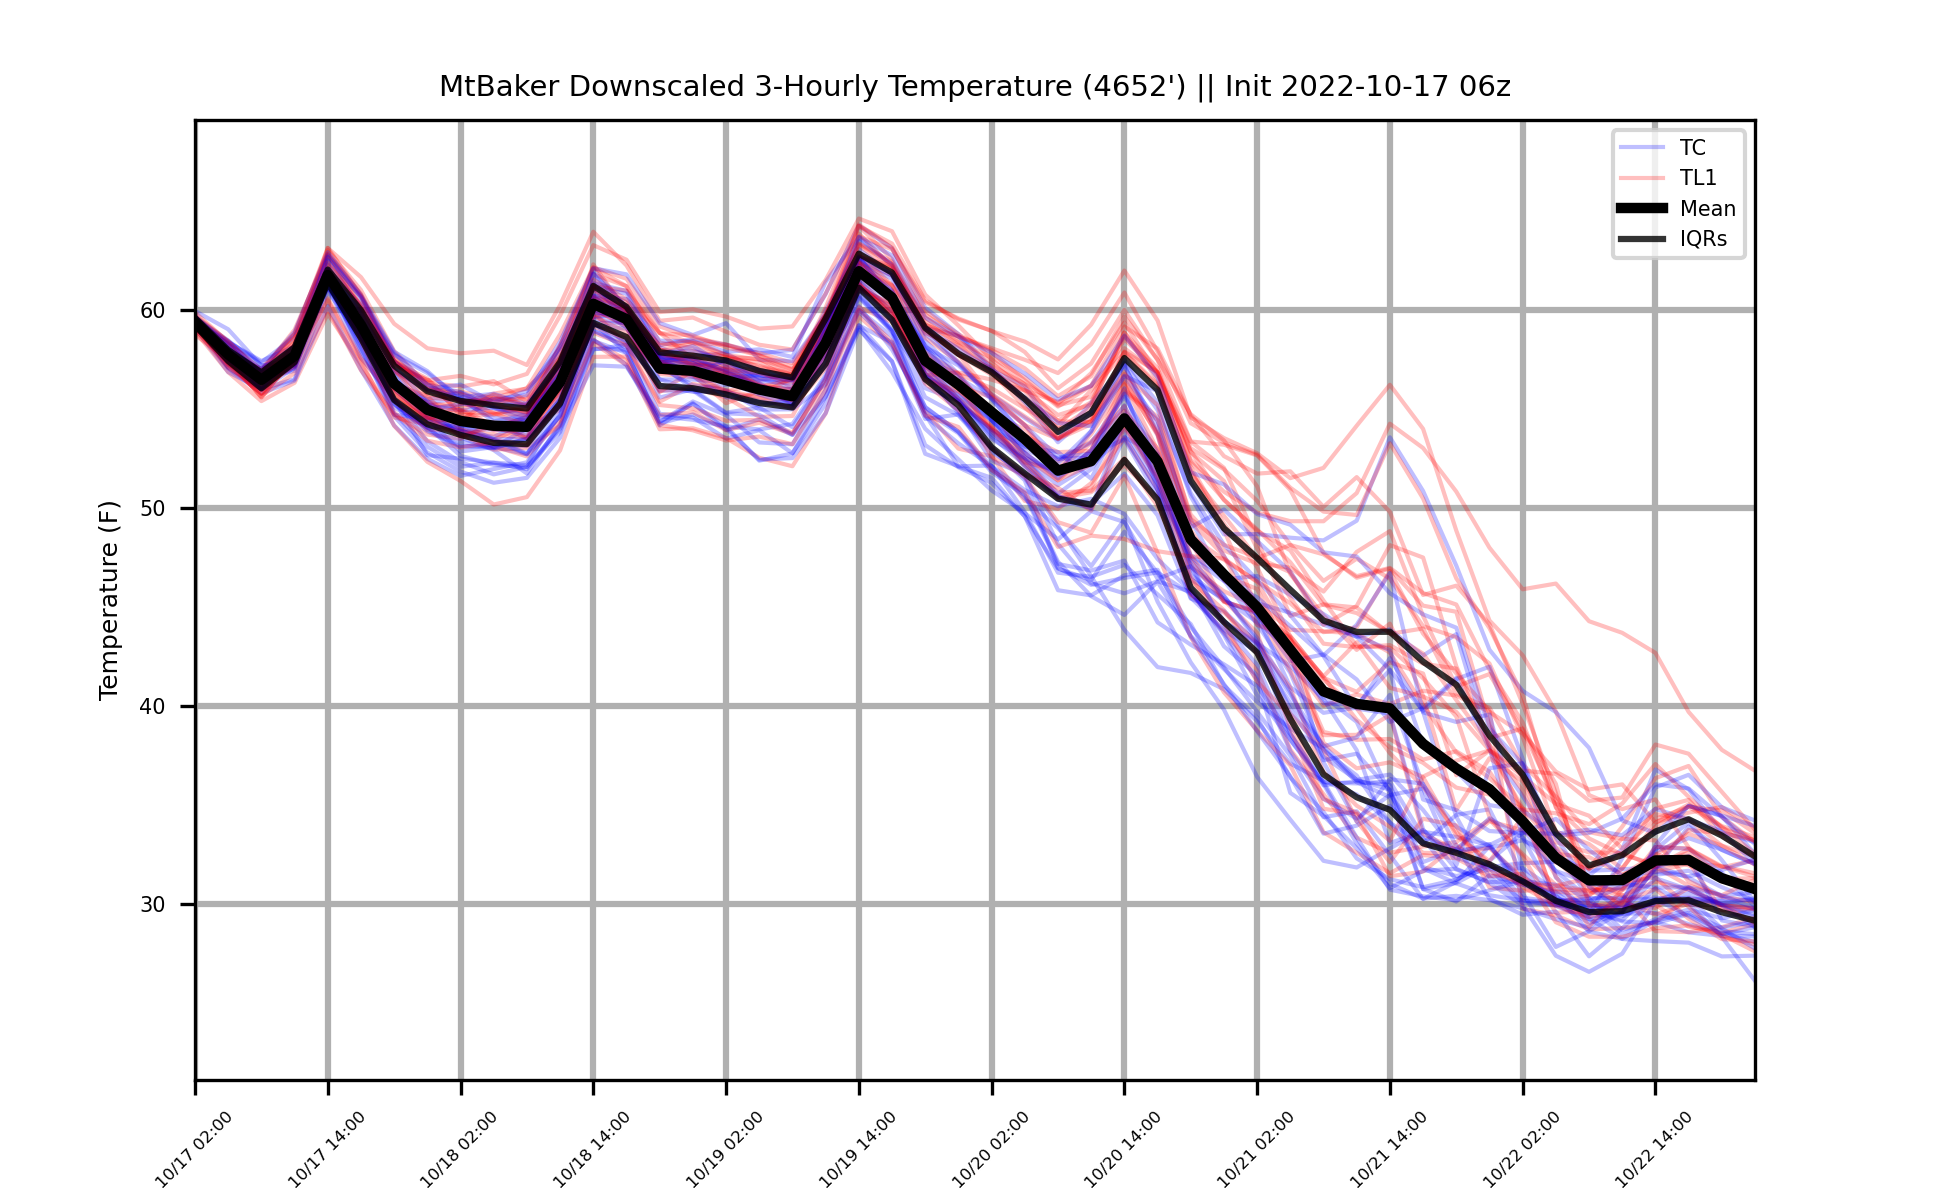 MtBaker Downscaled 3-Hourly Temperature (4652') || Init 2022-10-17 06z
TC
TL1
Mean
IQRs
Temperature (F)
60
50
40
30
10/17 02:00
10/17 14:00
10/18 02:00
10/18 14:00
10/19 02:00
10/19 14:00
10/20 02:00
10/20 14:00
10/21 02:00
10/21 14:00
10/22 02:00
10/22 14:00